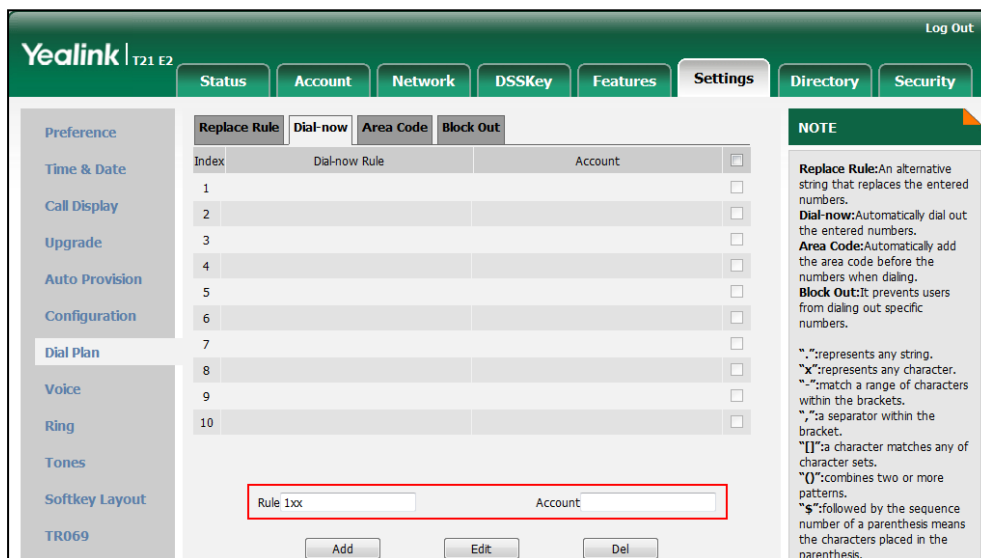 Log Out
Yealink T21 E2
Status Account Network DSSKey Features Settings Directory Security
Preference
Time & Date
Call Display
Upgrade
Auto Provision
Configuration
Dial Plan
Voice
Ring
Tones
Softkey Layout
TR069
Replace Rule Dial-now Area Code Block Out
Index Dial-now Rule Account
1
2
3
4
5
6
7
8
9
10
Rule 1xx Account
Add Edit Del
NOTE
Replace Rule:An alternative
string that replaces the entered
numbers.
Dial-now:Automatically dial out
the entered numbers.
Area Code:Automatically add
the area code before the
numbers when dialing.
Block Out:It prevents users
from dialing out specific
numbers.
".":represents any string.
"x":represents any character.
"-":match a range of characters
within the brackets.
",":a separator within the
bracket.
"[]":a character matches any of
character sets.
"()":combines two or more
patterns.
"$":followed by the sequence
number of a parenthesis means
the characters placed in the
parenthesis.